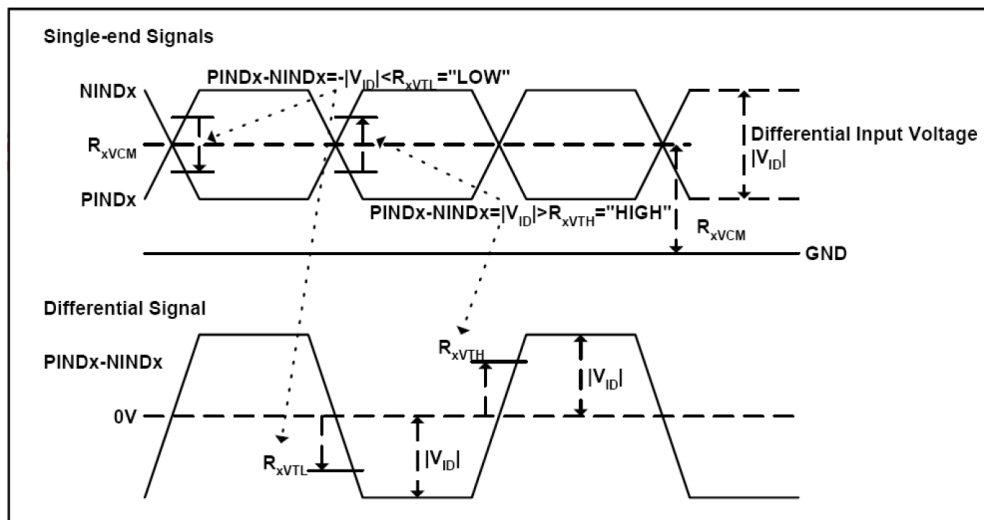 Single-end Signals
PINDx-NINDx=-|VID|<RxVTL="LOW"
NINDx
RxVCM
Differential Input Voltage
|VID|
PINDx
PINDx-NINDx=|VID|>RxVTH="HIGH"
RxVCM
GND
Differential Signal
PINDx-NINDx
RxVTH
|VID|
0V
RxVTL
|VID|